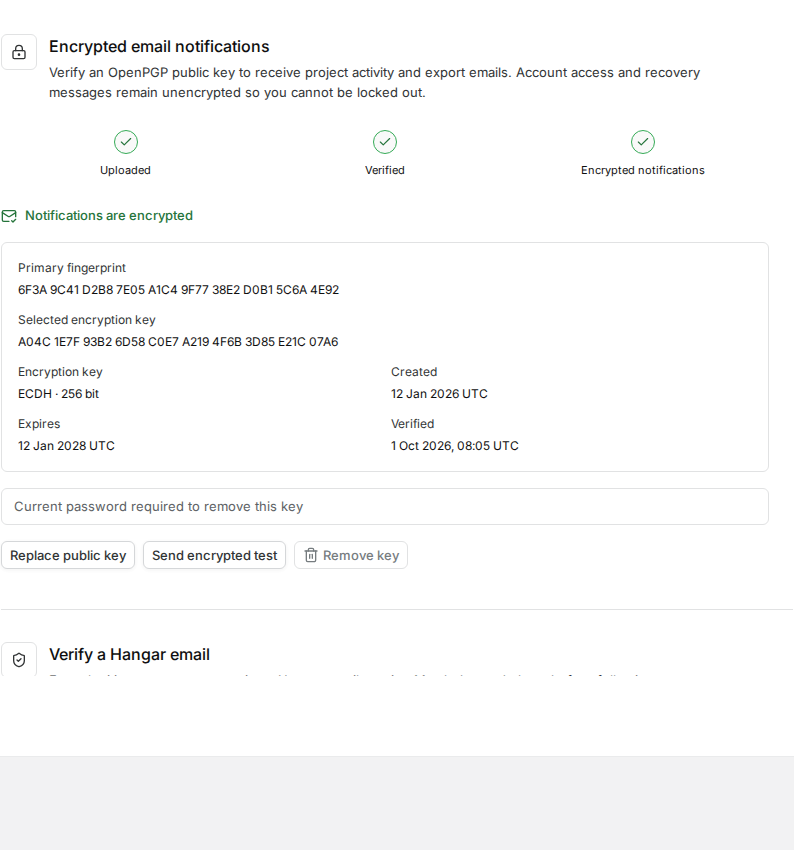 Encrypted email notifications
Verify an OpenPGP public key to receive project activity and export emails. Account access and recovery
messages remain unencrypted so you cannot be locked out.
Uploaded
Verified
Encrypted notifications
Notifications are encrypted
Primary fingerprint
6F3A 9C41 D2B8 7E05 A1C4 9F77 38E2 D0B1 5C6A 4E92
Selected encryption key
A04C 1E7F 93B2 6D58 C0E7 A219 4F6B 3D85 E21C 07A6
Encryption key
Created
ECDH · 256 bit
12 Jan 2026 UTC
Expires
Verified
12 Jan 2028 UTC
1 Oct 2026, 08:05 UTC
Current password required to remove this key
Replace public key
Send encrypted test
Remove key
Verify a Hangar email